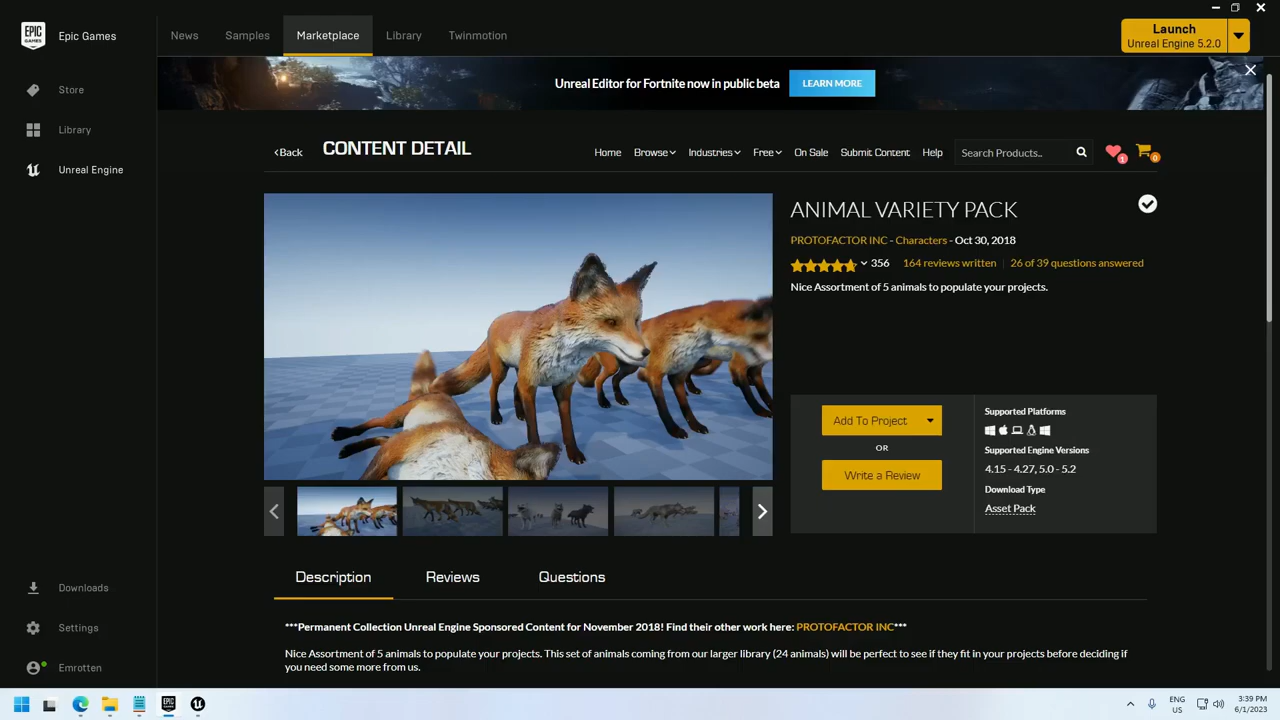 EPIC GAMES
Epic Games
News
Samples
Marketplace
Library
Twinmotion
Launch
Unreal Engine 5.2.0
Store
Library
Unreal Engine
Unreal Editor for Fortnite now in public beta
LEARN MORE
Back
CONTENT DETAIL
Home
Browse
Industries
Free
On Sale
Submit Content
Help
Search Products..
1
0
ANIMAL VARIETY PACK
PROTOFACTOR INC - Characters - Oct 30, 2018
356
164 reviews written
26 of 39 questions answered
Nice Assortment of 5 animals to populate your projects.
Add To Project
OR
Write a Review
Supported Platforms
Supported Engine Versions
4.15 - 4.27, 5.0 - 5.2
Download Type
Asset Pack
Description
Reviews
Questions
***Permanent Collection Unreal Engine Sponsored Content for November 2018! Find their other work here: PROTOFACTOR INC***
Nice Assortment of 5 animals to populate your projects. This set of animals coming from our larger library (24 animals) will be perfect to see if they fit in your projects before deciding if
you need some more from us.
Downloads
Settings
Emrotten
ENG
US
3:39 PM
6/1/2023